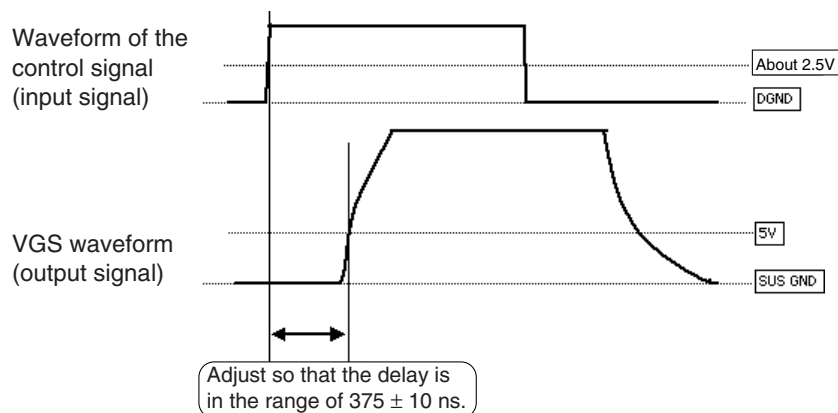 Waveform of the
control signal
(input signal)
About 2.5V
DGND
VGS waveform
(output signal)
5V
SUS GND
Adjust so that the delay is
in the range of 375 ± 10 ns.